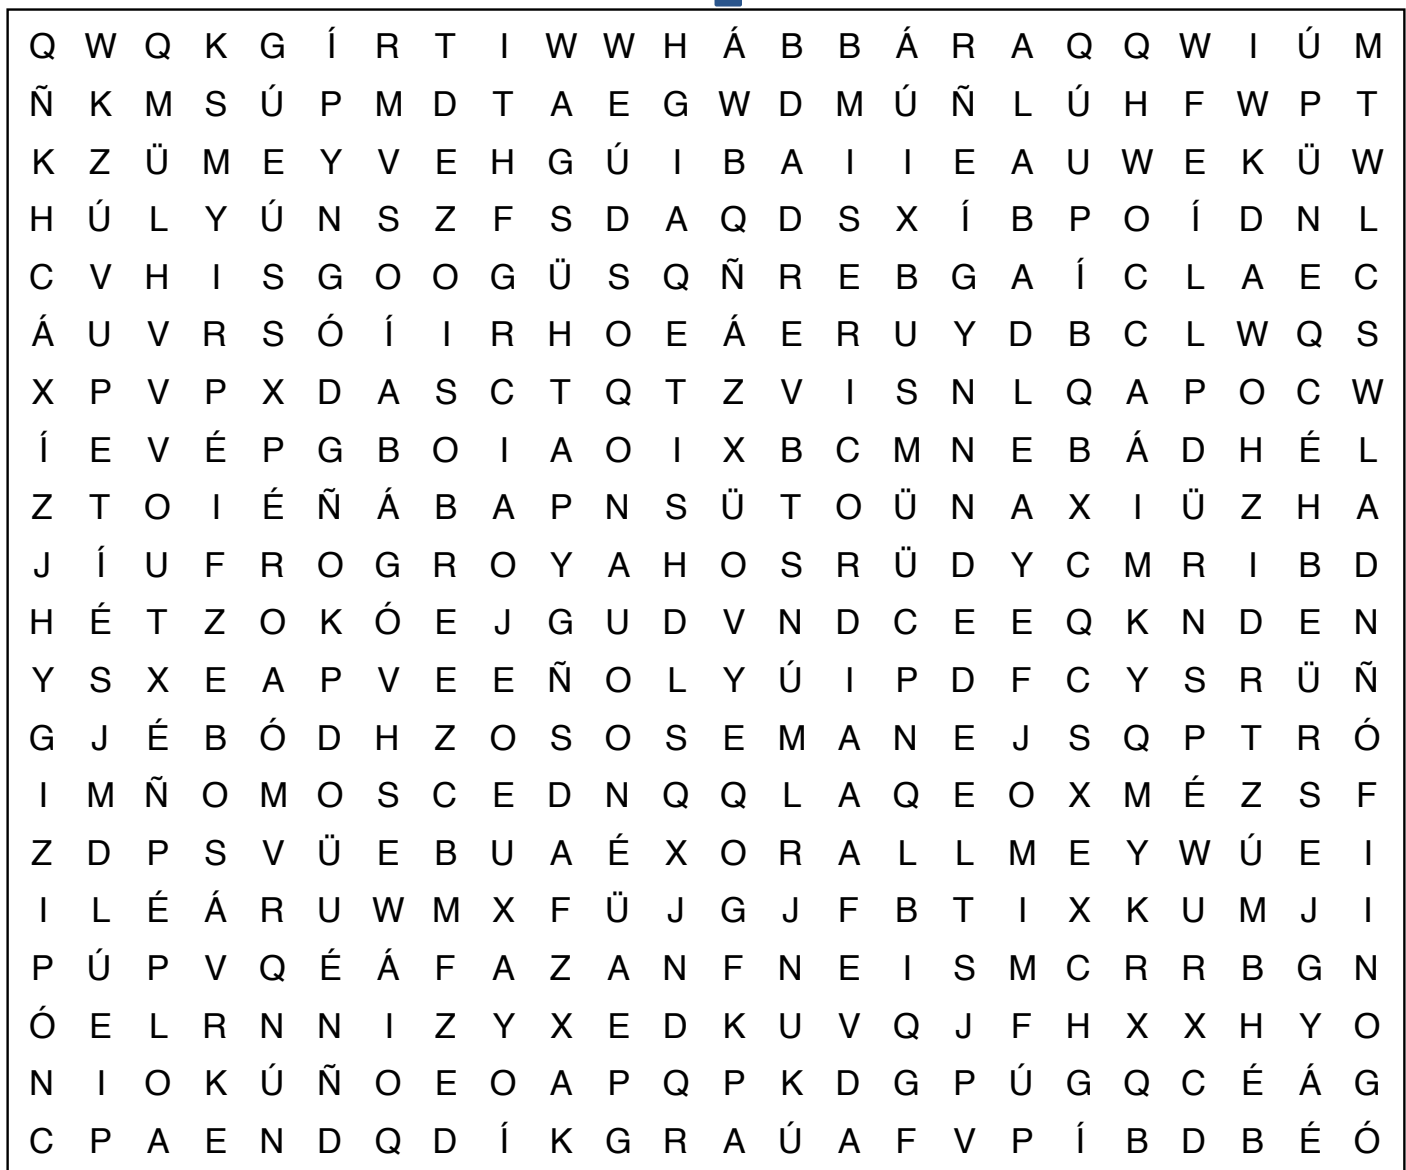 Q W Q K G Í R T I W W H Á B B Á R A Q Q W I Ú M
Ñ K M S Ú P M D T A E G W D M Ú Ñ L Ú H F W P T
K Z Ü M E Y V E H G Ú I B A I I E A U W E K Ü W
H Ú L Y Ú N S Z F S D A Q D S X Í B P O Í D N L
C V H I S G O O G Ü S Q Ñ R E B G A Í C L A E C
Á U V R S Ó Í I R H O E Á E R U Y D B C L W Q S
X P V P X D A S C T Q T Z V I S N L Q A P O C W
Í E V É P G B O I A O I X B C M N E B Á D H É L
Z T O I É Ñ Á B A P N S Ü T O Ü N A X I Ü Z H A
J Í U F R O G R O Y A H O S R Ü D Y C M R I B D
H É T Z O K Ó E J G U D V N D C E E Q K N D E N
Y S X E A P V E E Ñ O L Y Ú I P D F C Y S R Ü Ñ
G J É B Ó D H Z O S O S E M A N E J S Q P T R Ó
I M Ñ O M O S C E D N Q Q L A Q E O X M É Z S F
Z D P S V Ü E B U A É X O R A L L M E Y W Ú E I
I L É Á R U W M X F Ü J G J F B T I X K U M J I
P Ú P V Q É Á F A Z A N F N E I S M C R R B G N
Ó E L R N N I Z Y X E D K U V Q J F H X X H Y O
N I O K Ú Ñ O E O A P Q P K D G P Ú G Q C É Á G
C P A E N D Q D Í K G R A Ú A F V P Í B D B É Ó